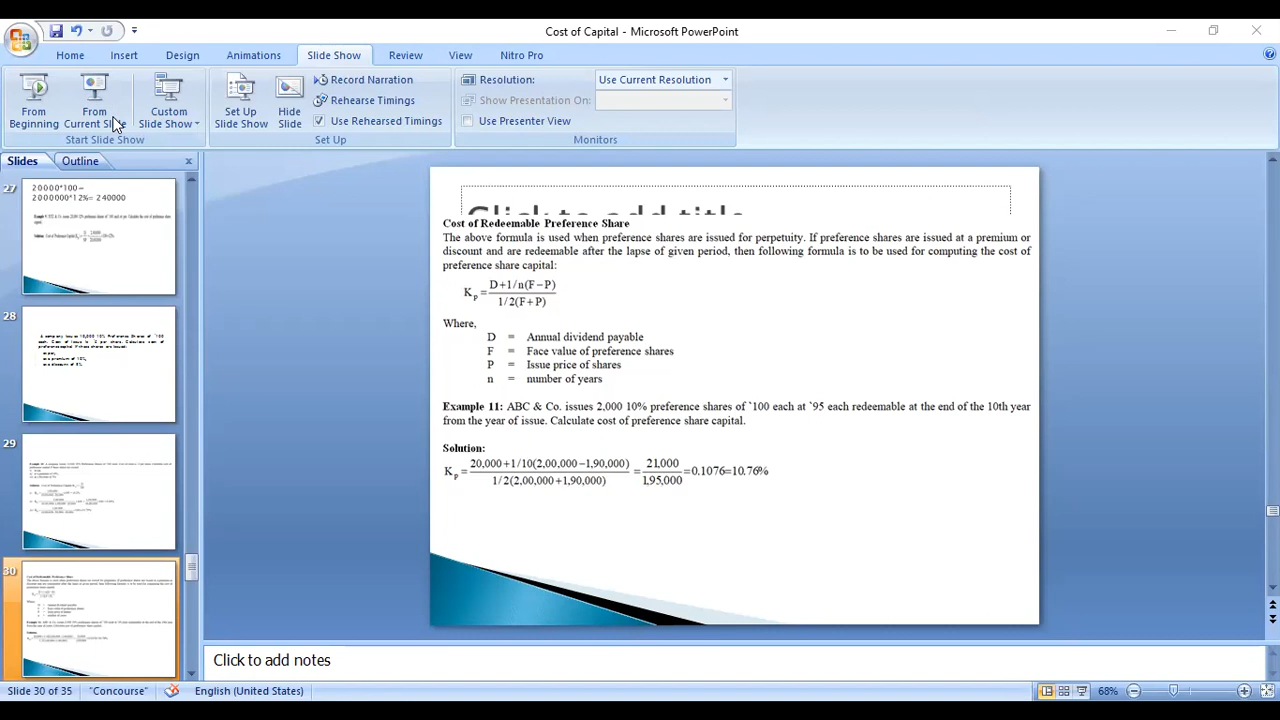 Cost of Capital - Microsoft PowerPoint
Home Insert Design Animations Slide Show Review View Nitro Pro
From Beginning
From Current Slide
Custom Slide Show
Start Slide Show
Set Up Slide Show
Hide Slide
Record Narration
Rehearse Timings
Use Rehearsed Timings
Set Up
Resolution: Use Current Resolution
Show Presentation On:
Use Presenter View
Monitors
Slides Outline
27
20000*100=
2000000*12%= 240000
28
29
30
Click to add title
Cost of Redeemable Preference Share
The above formula is used when preference shares are issued for perpetuity. If preference shares are issued at a premium or
discount and are redeemable after the lapse of given period, then following formula is to be used for computing the cost of
preference share capital:
Kp = D+1/n(F−P) / 1/2(F+P)
Where,
D = Annual dividend payable
F = Face value of preference shares
P = Issue price of shares
n = number of years
Example 11: ABC & Co. issues 2,000 10% preference shares of `100 each at `95 each redeemable at the end of the 10th year
from the year of issue. Calculate cost of preference share capital.
Solution:
Kp = 20,000+1/10(2,00,000−1,90,000) / 1/2(2,00,000+1,90,000) = 21,000 / 1,95,000 =0.1076=10.76%
Click to add notes
Slide 30 of 35 "Concourse" English (United States) 68%